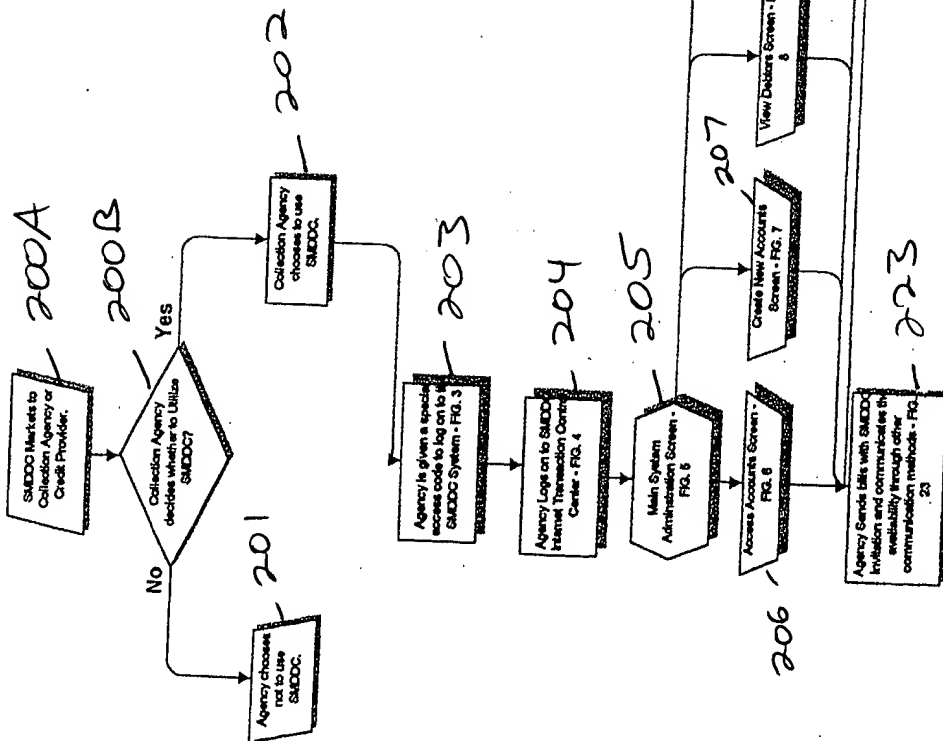 200A
SMDDC Markets to
Collection Agency or
Credit Provider.
200B
Collection Agency
decides whether to Utilize
SMDDC?
No
Yes
201
Agency chooses
not to use
SMDDC.
202
Collection Agency
chooses to use
SMDDC.
203
Agency is given a special
access code to log on to
SMDDC System - FIG. 3
204
Agency Logs on to SMDDC
Internet Transaction Control
Center - FIG. 4
205
Main System
Administration Screen -
FIG. 5
206
Access Accounts Screen -
FIG. 6
207
Create New Accounts
Screen - FIG. 7
View Debtors Screen -
8
223
Agency Sends bills with SMDDC
Invitation and communicates
availability through other
communication methods - FIG.
23